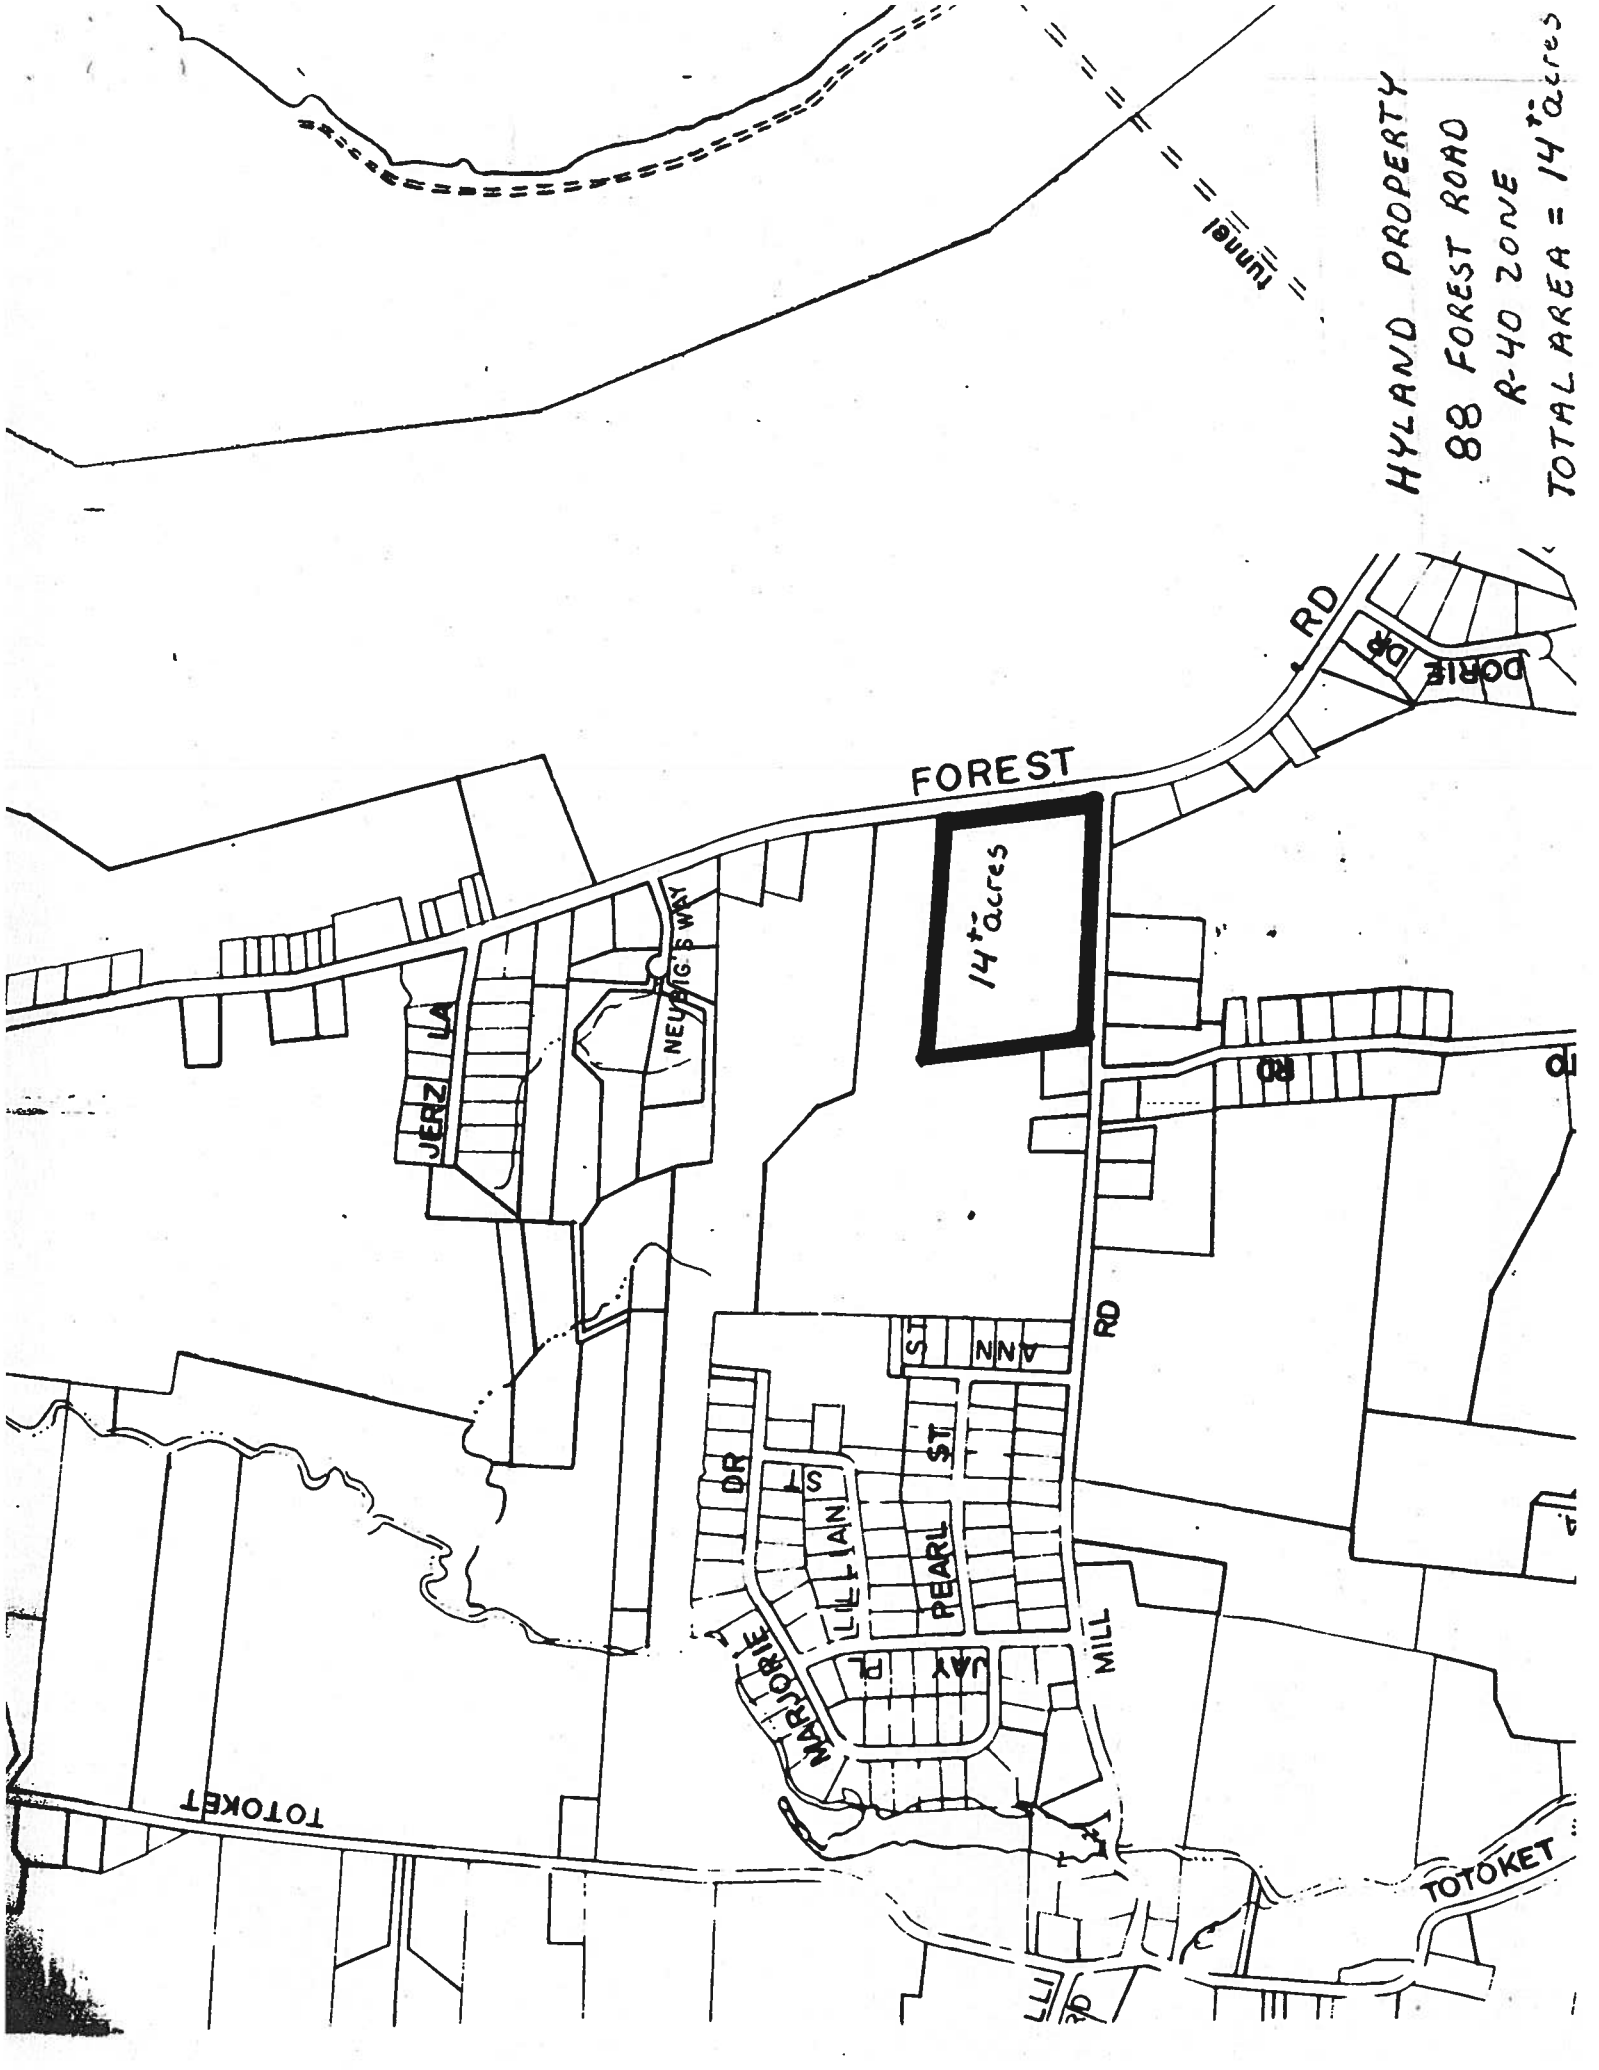 HYLAND PROPERTY
88 FOREST ROAD
R-40 ZONE
TOTAL AREA = 14± acres
tunnel
FOREST RD
DORIE DR
14± acres
NEUBIG'S WAY
JERZ LA
RD
TO
ANN ST
MILL RD
PEARL ST
LILLIAN ST
MARJORIE DR
JAY PL
TOTOKET
TOTOKET